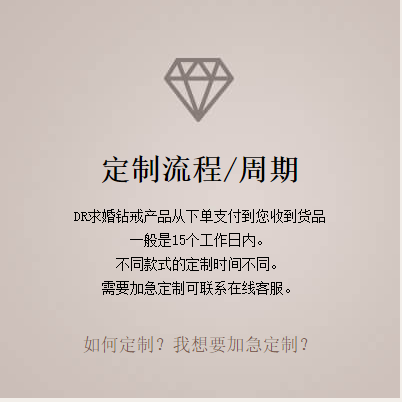 定制流程/周期
DR求婚钻戒产品从下单支付到您收到货品
一般是15个工作日内。
不同款式的定制时间不同。
需要加急定制可联系在线客服。
如何定制？我想要加急定制？